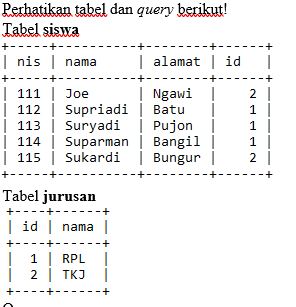 Perhatikan tabel dan query berikut!
Tabel siswa
+-----+----------+--------+------+
| nis | nama     | alamat | id   |
+-----+----------+--------+------+
| 111 | Joe      | Ngawi  |    2 |
| 112 | Supriadi | Batu   |    1 |
| 113 | Suryadi  | Pujon  |    1 |
| 114 | Suparman | Bangil |    1 |
| 115 | Sukardi  | Bungur |    2 |
+-----+----------+--------+------+
Tabel jurusan
+----+------+
| id | nama |
+----+------+
|  1 | RPL  |
|  2 | TKJ  |
+----+------+